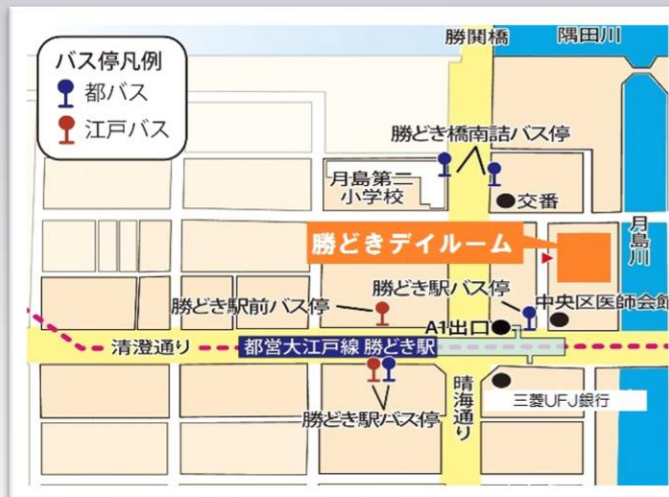 勝鬨橋
隅田川
バス停凡例
都バス
江戸バス
勝どき橋南詰バス停
月島第二
小学校
交番
月島川
勝どきデイルーム
勝どき駅前バス停
勝どき駅バス停
中央区医師会館
A1出口
清澄通り
都営大江戸線 勝どき駅
晴海通り
三菱UFJ銀行
勝どき駅バス停